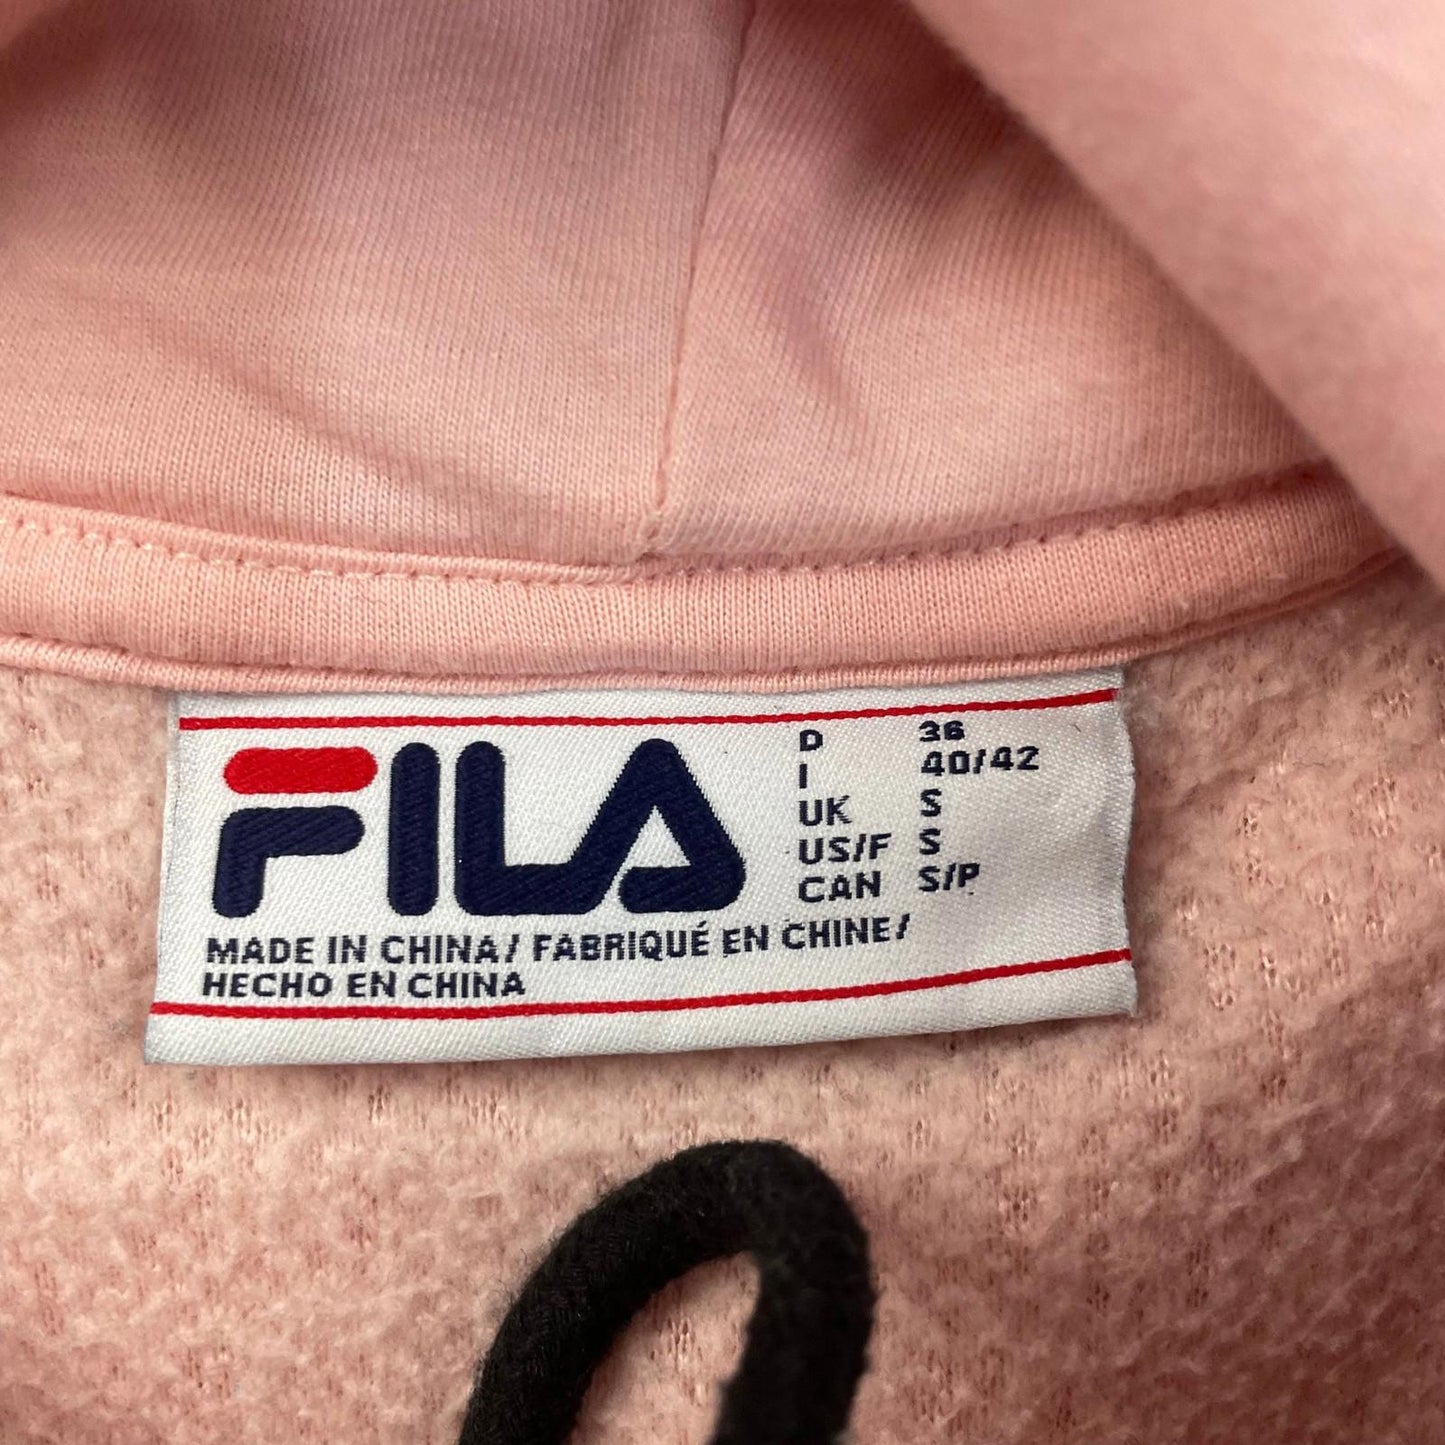 FILA
D 36
I 40/42
UK S
US/F S
CAN S/P
MADE IN CHINA/ FABRIQUÉ EN CHINE/
HECHO EN CHINA